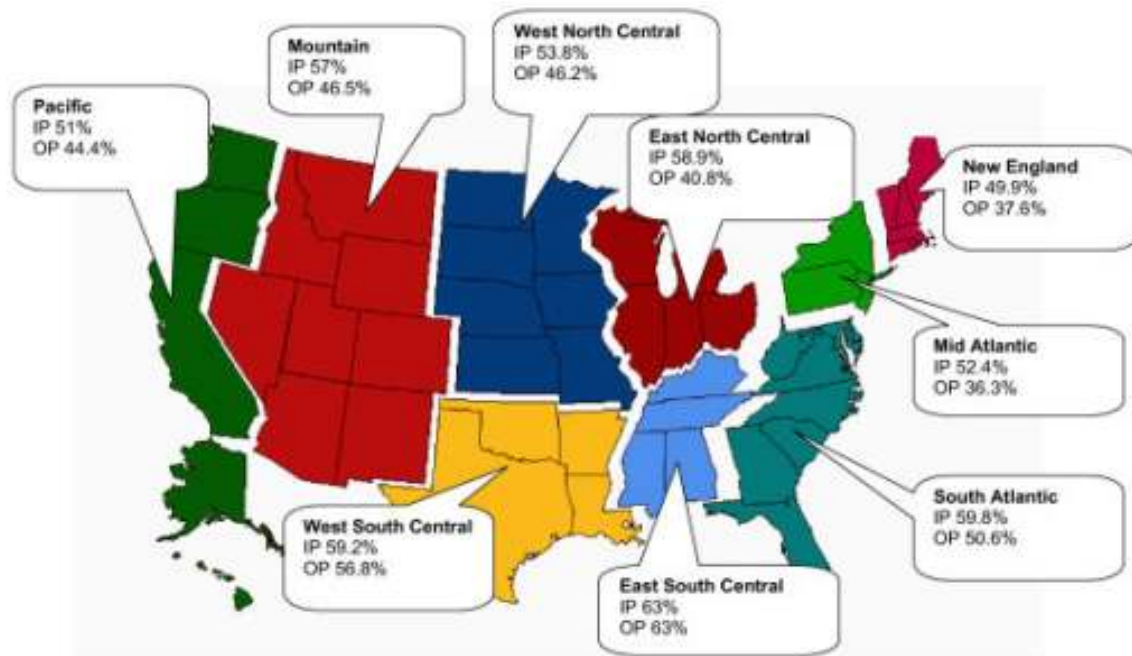 West North Central
IP 53.8%
OP 46.2%
Mountain
IP 57%
OP 46.5%
Pacific
IP 51%
OP 44.4%
East North Central
IP 58.9%
OP 40.8%
New England
IP 49.9%
OP 37.6%
Mid Atlantic
IP 52.4%
OP 36.3%
South Atlantic
IP 59.8%
OP 50.6%
West South Central
IP 59.2%
OP 56.8%
East South Central
IP 63%
OP 63%